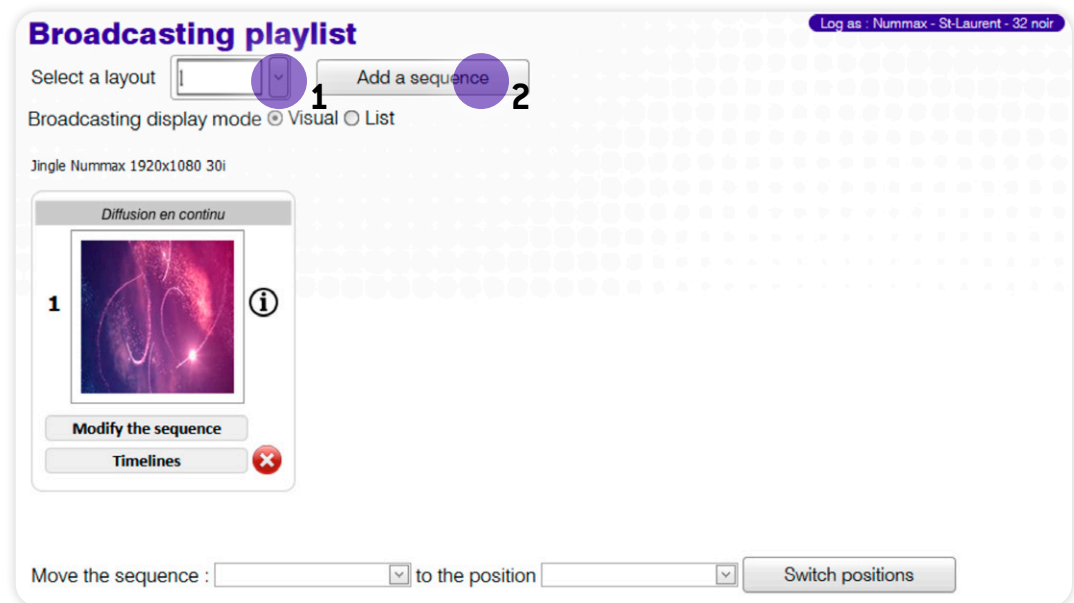 Log as : Nummax - St-Laurent - 32 noir
Broadcasting playlist
Select a layout 1 Add a sequence
1 2
Broadcasting display mode Visual List
Jingle Nummax 1920x1080 30i
Diffusion en continu
1
Modify the sequence
Timelines
Move the sequence : to the position Switch positions